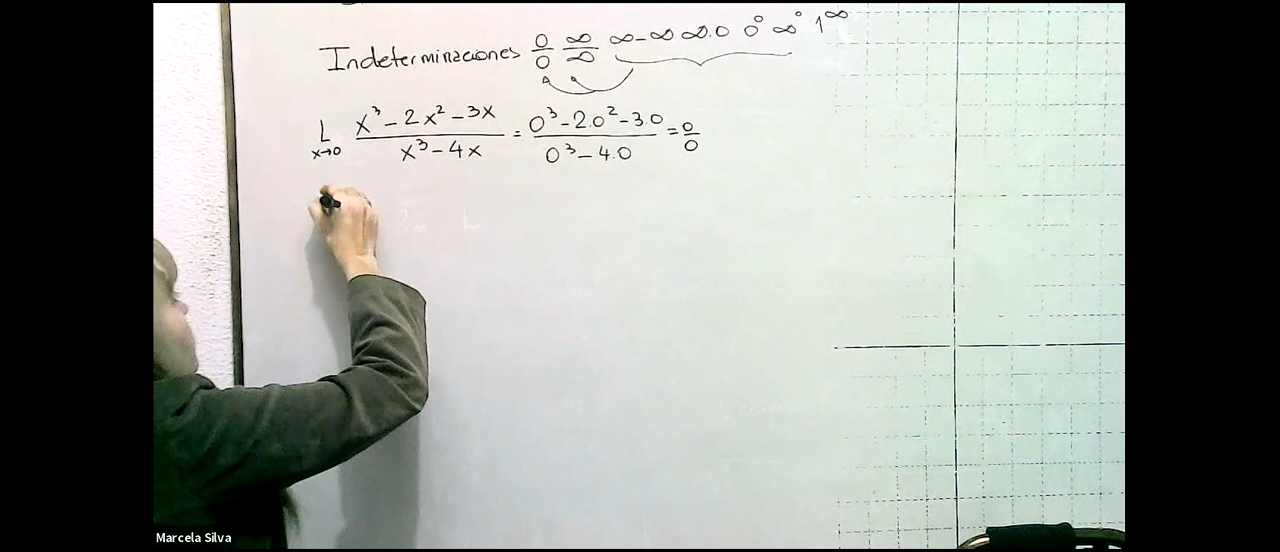 Indeterminaciones 0/0 ∞/∞ ∞-∞ ∞.0 0⁰ ∞⁰ 1^∞
L x→0 (x³ - 2x² - 3x)/(x³ - 4x) = (0³ - 2.0² - 3.0)/(0³ - 4.0) = 0/0
Marcela Silva